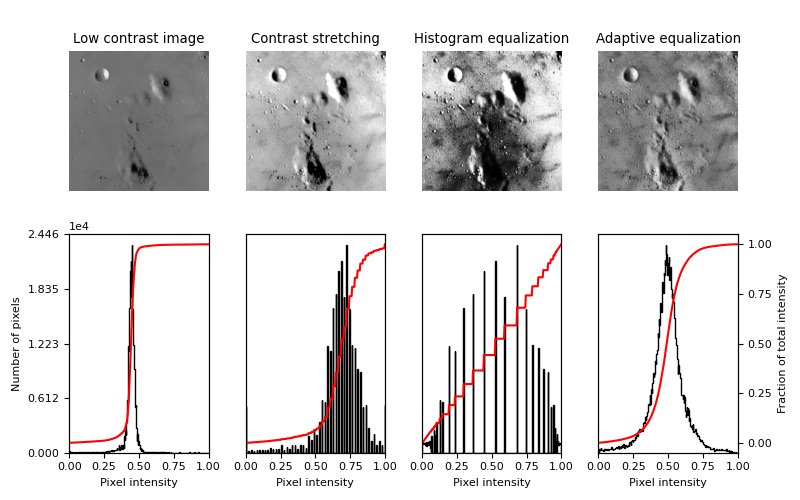 Low contrast image
Contrast stretching
Histogram equalization
Adaptive equalization
1e4
2.446
1.835
1.223
0.612
0.000
Number of pixels
0.00 0.25 0.50 0.75 1.00
Pixel intensity
0.00 0.25 0.50 0.75 1.00
Pixel intensity
0.00 0.25 0.50 0.75 1.00
Pixel intensity
0.00 0.25 0.50 0.75 1.00
Pixel intensity
1.00
0.75
0.50
0.25
0.00
Fraction of total intensity